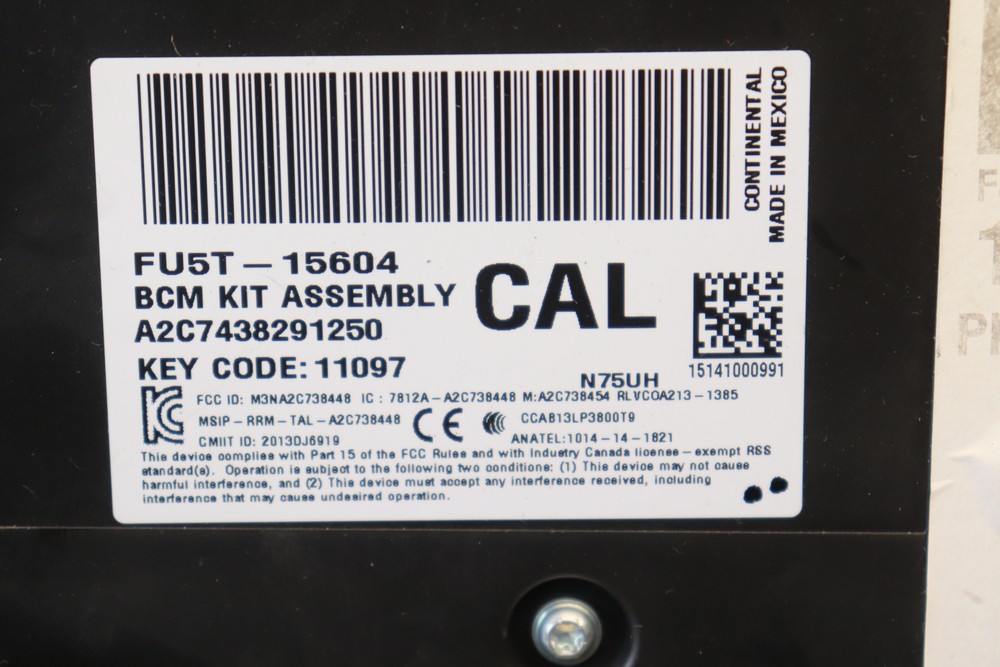 CONTINENTAL
MADE IN MEXICO
FU5T - 15604
BCM KIT ASSEMBLY
A2C7438291250
CAL
KEY CODE: 11097
15141000991
N75UH
FCC ID: M3NA2C738448 IC : 7812A-A2C738448 M:A2C738454 RLVCOA213-1385
MSIP-RRM-TAL-A2C738448 CE CCAB13LP3800T9
CMIIT ID: 2013DJ6919 ANATEL:1014-14-1821
This device complies with Part 15 of the FCC Rules and with Industry Canada license-exempt RSS
standard(s). Operation is subject to the following two conditions: (1) This device may not cause
harmful interference, and (2) This device must accept any interference received, including
interference that may cause undesired operation.